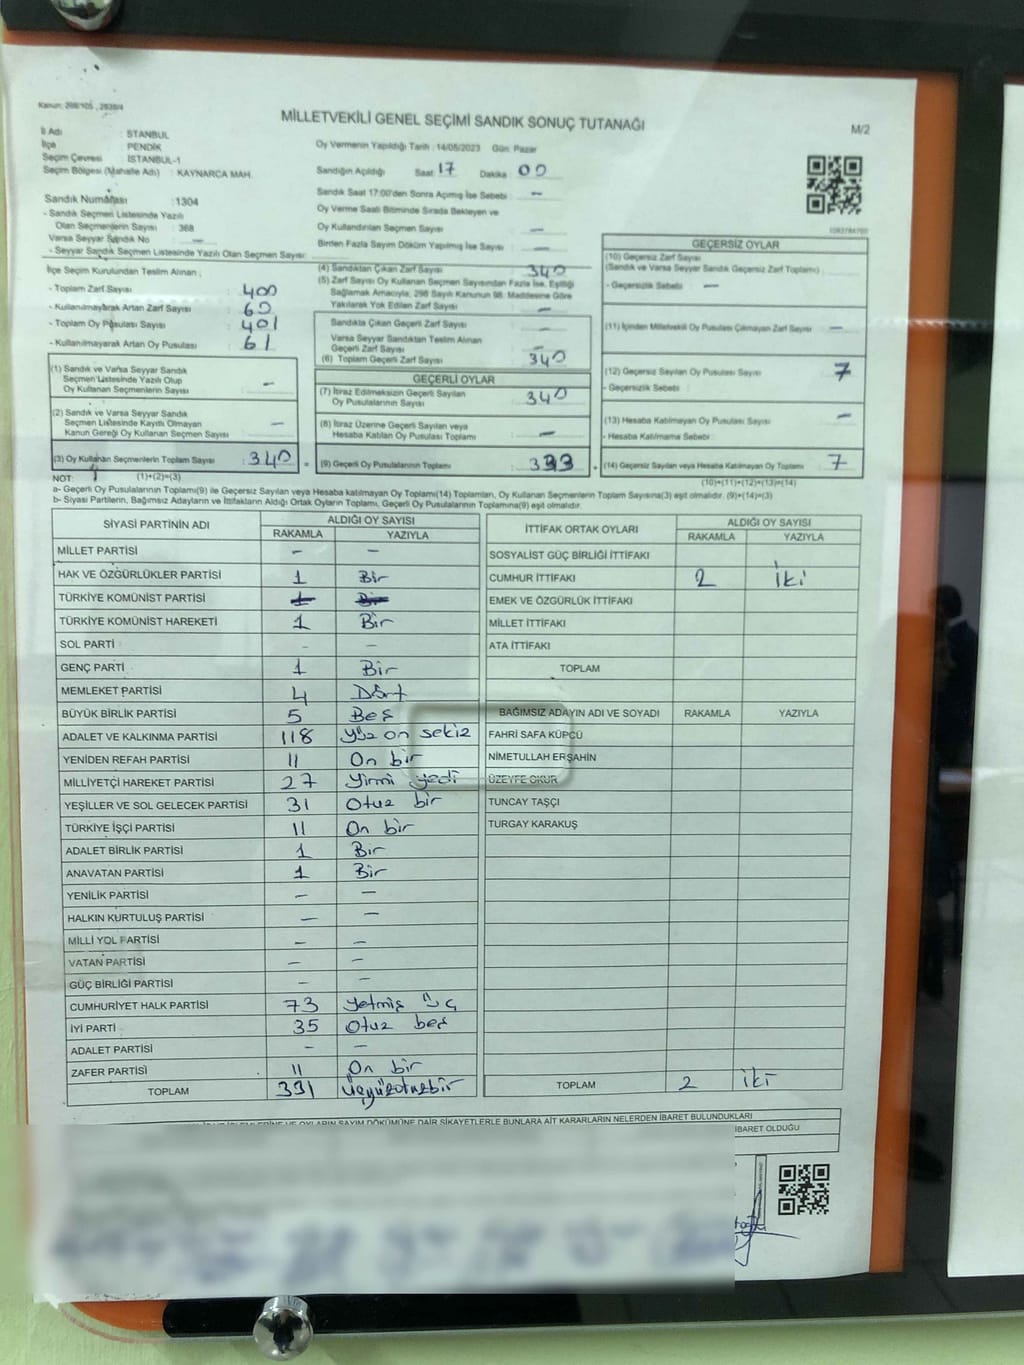 Kanun: 298/105 , 2839/4
MİLLETVEKİLİ GENEL SEÇİMİ SANDIK SONUÇ TUTANAĞI
M/2
İl Adı : STANBUL
İlçe : PENDİK
Seçim Çevresi : İSTANBUL-1
Seçim Bölgesi (Mahalle Adı) : KAYNARCA MAH.
Oy Vermenin Yapıldığı Tarih : 14/05/2023 Gün: Pazar
Sandığın Açıldığı Saat 17 Dakika 00
Sandık Saat 17:00'den Sonra Açımış İse Sebebi : —
Oy Verme Saati Bitiminde Sırada Bekleyen ve
Oy Kullandırılan Seçmen Sayısı : —
Birden Fazla Sayım Döküm Yapılmış İse Sayısı : —
Sandık Numarası : 1304
- Sandık Seçmen Listesinde Yazılı
Olan Seçmenlerin Sayısı : 368
Varsa Seyyar Sandık No —
- Seyyar Sandık Seçmen Listesinde Yazılı Olan Seçmen Sayısı:
İlçe Seçim Kurulundan Teslim Alınan ;
- Toplam Zarf Sayısı : 400
- Kullanılmayarak Artan Zarf Sayısı : 60
- Toplam Oy Pusulası Sayısı : 401
- Kullanılmayarak Artan Oy Pusulası : 61
(1) Sandık ve Varsa Seyyar Sandık
Seçmen Listesinde Yazılı Olup
Oy Kullanan Seçmenlerin Sayısı : —
(2) Sandık ve Varsa Seyyar Sandık
Seçmen Listesinde Kayıtlı Olmayan
Kanun Gereği Oy Kullanan Seçmen Sayısı : —
(3) Oy Kullanan Seçmenlerin Toplam Sayısı : 340
(4) Sandıktan Çıkan Zarf Sayısı : 340
(5) Zarf Sayısı Oy Kullanan Seçmen Sayısından Fazla İse, Eşitliği
Sağlamak Amacıyla, 298 Sayılı Kanunun 98. Maddesine Göre
Yakılarak Yok Edilen Zarf Sayısı : —
Sandıkta Çıkan Geçerli Zarf Sayısı : —
Varsa Seyyar Sandıktan Teslim Alınan
Geçerli Zarf Sayısı : —
(6) Toplam Geçerli Zarf Sayısı : 340
GEÇERLİ OYLAR
(7) İtiraz Edilmeksizin Geçerli Sayılan
Oy Pusulalarının Sayısı : 340
(8) İtiraz Üzerine Geçerli Sayılan veya
Hesaba Katılan Oy Pusulası Toplamı : —
= (9) Geçerli Oy Pusulalarının Toplamı : 333 +
GEÇERSİZ OYLAR
(10) Geçersiz Zarf Sayısı
(Sandık ve Varsa Seyyar Sandık Geçersiz Zarf Toplamı) :
- Geçersizlik Sebebi : —
(11) İçinden Milletvekili Oy Pusulası Çıkmayan Zarf Sayısı : —
(12) Geçersiz Sayılan Oy Pusulası Sayısı : 7
- Geçersizlik Sebebi :
(13) Hesaba Katılmayan Oy Pusulası Sayısı : —
- Hesaba Katılmama Sebebi :
(14) Geçersiz Sayılan veya Hesaba Katılmayan Oy Toplamı : 7
NOT: (1)+(2)=(3)
(10)+(11)+(12)+(13)=(14)
a- Geçerli Oy Pusulalarının Toplamı(9) ile Geçersiz Sayılan veya Hesaba katılmayan Oy Toplamı(14) Toplamları, Oy Kullanan Seçmenlerin Toplam Sayısına(3) eşit olmalıdır. (9)+(14)=(3)
b- Siyasi Partilerin, Bağımsız Adayların ve İttifakların Aldığı Ortak Oyların Toplamı, Geçerli Oy Pusulalarının Toplamına(9) eşit olmalıdır.
SİYASİ PARTİNİN ADI ALDIĞI OY SAYISI
RAKAMLA YAZIYLA
MİLLET PARTİSİ — —
HAK VE ÖZGÜRLÜKLER PARTİSİ 1 Bir
TÜRKİYE KOMÜNİST PARTİSİ 1 Bir
TÜRKİYE KOMÜNİST HAREKETİ 1 Bir
SOL PARTİ - —
GENÇ PARTİ 1 Bir
MEMLEKET PARTİSİ 4 Dört
BÜYÜK BİRLİK PARTİSİ 5 Beş
ADALET VE KALKINMA PARTİSİ 118 yüz on sekiz
YENİDEN REFAH PARTİSİ 11 On bir
MİLLİYETÇİ HAREKET PARTİSİ 27 yirmi yedi
YEŞİLLER VE SOL GELECEK PARTİSİ 31 Otuz bir
TÜRKİYE İŞÇİ PARTİSİ 11 On bir
ADALET BİRLİK PARTİSİ 1 Bir
ANAVATAN PARTİSİ 1 Bir
YENİLİK PARTİSİ — —
HALKIN KURTULUŞ PARTİSİ — —
MİLLİ YOL PARTİSİ — —
VATAN PARTİSİ — —
GÜÇ BİRLİĞİ PARTİSİ — —
CUMHURİYET HALK PARTİSİ 73 yetmiş üç
İYİ PARTİ 35 Otuz beş
ADALET PARTİSİ — —
ZAFER PARTİSİ 11 On bir
TOPLAM 331 üçyüzotuzbir
İTTİFAK ORTAK OYLARI ALDIĞI OY SAYISI
RAKAMLA YAZIYLA
SOSYALİST GÜÇ BİRLİĞİ İTTİFAKI
CUMHUR İTTİFAKI 2 iki
EMEK VE ÖZGÜRLÜK İTTİFAKI
MİLLET İTTİFAKI
ATA İTTİFAKI
TOPLAM
BAĞIMSIZ ADAYIN ADI VE SOYADI RAKAMLA YAZIYLA
FAHRİ SAFA KÜPCÜ
NİMETULLAH ERŞAHİN
ÜZEYFE OKUR
TUNCAY TAŞÇI
TURGAY KARAKUŞ
TOPLAM 2 iki
OYLARIN SAYIM DÖKÜMÜNE DAİR ŞİKAYETLERLE BUNLARA AİT KARARLARIN NELERDEN İBARET BULUNDUKLARI
İBARET OLDUĞU